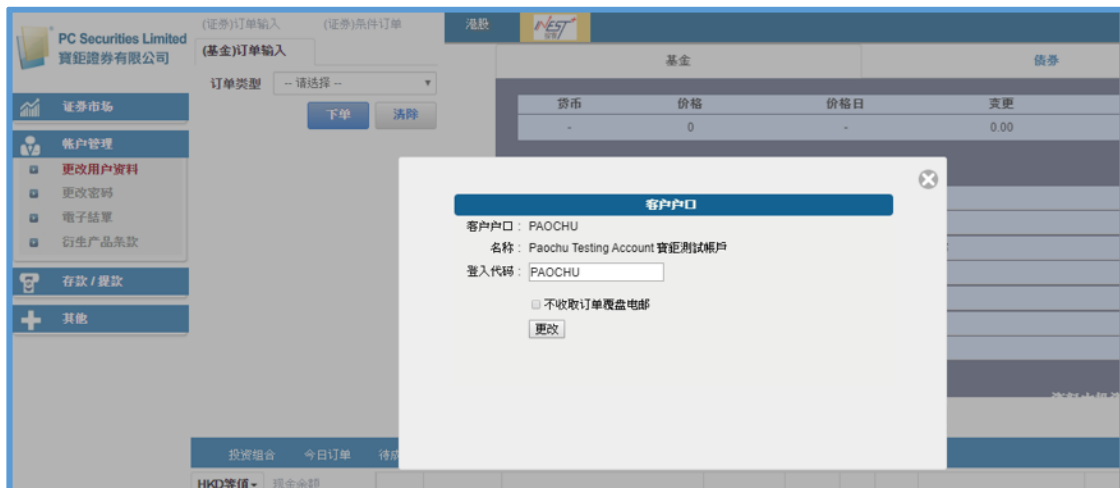 PC Securities Limited
寶鉅證券有限公司
(证券)订单输入
(证券)条件订单
(基金)订单输入
订单类型
-- 请选择 --
下单
清除
港股
iNEST
基金
债券
货币
价格
价格日
变更
-
0
-
0.00
证券市场
帐户管理
更改用户资料
更改密码
電子結單
衍生产品条款
存款 / 提款
其他
客户户口
客户户口 : PAOCHU
名称 : Paochu Testing Account 寶鉅測試帳戶
登入代码 : PAOCHU
不收取订单覆盘电邮
更改
投资组合
今日订单
待成
HKD等值
现金余额